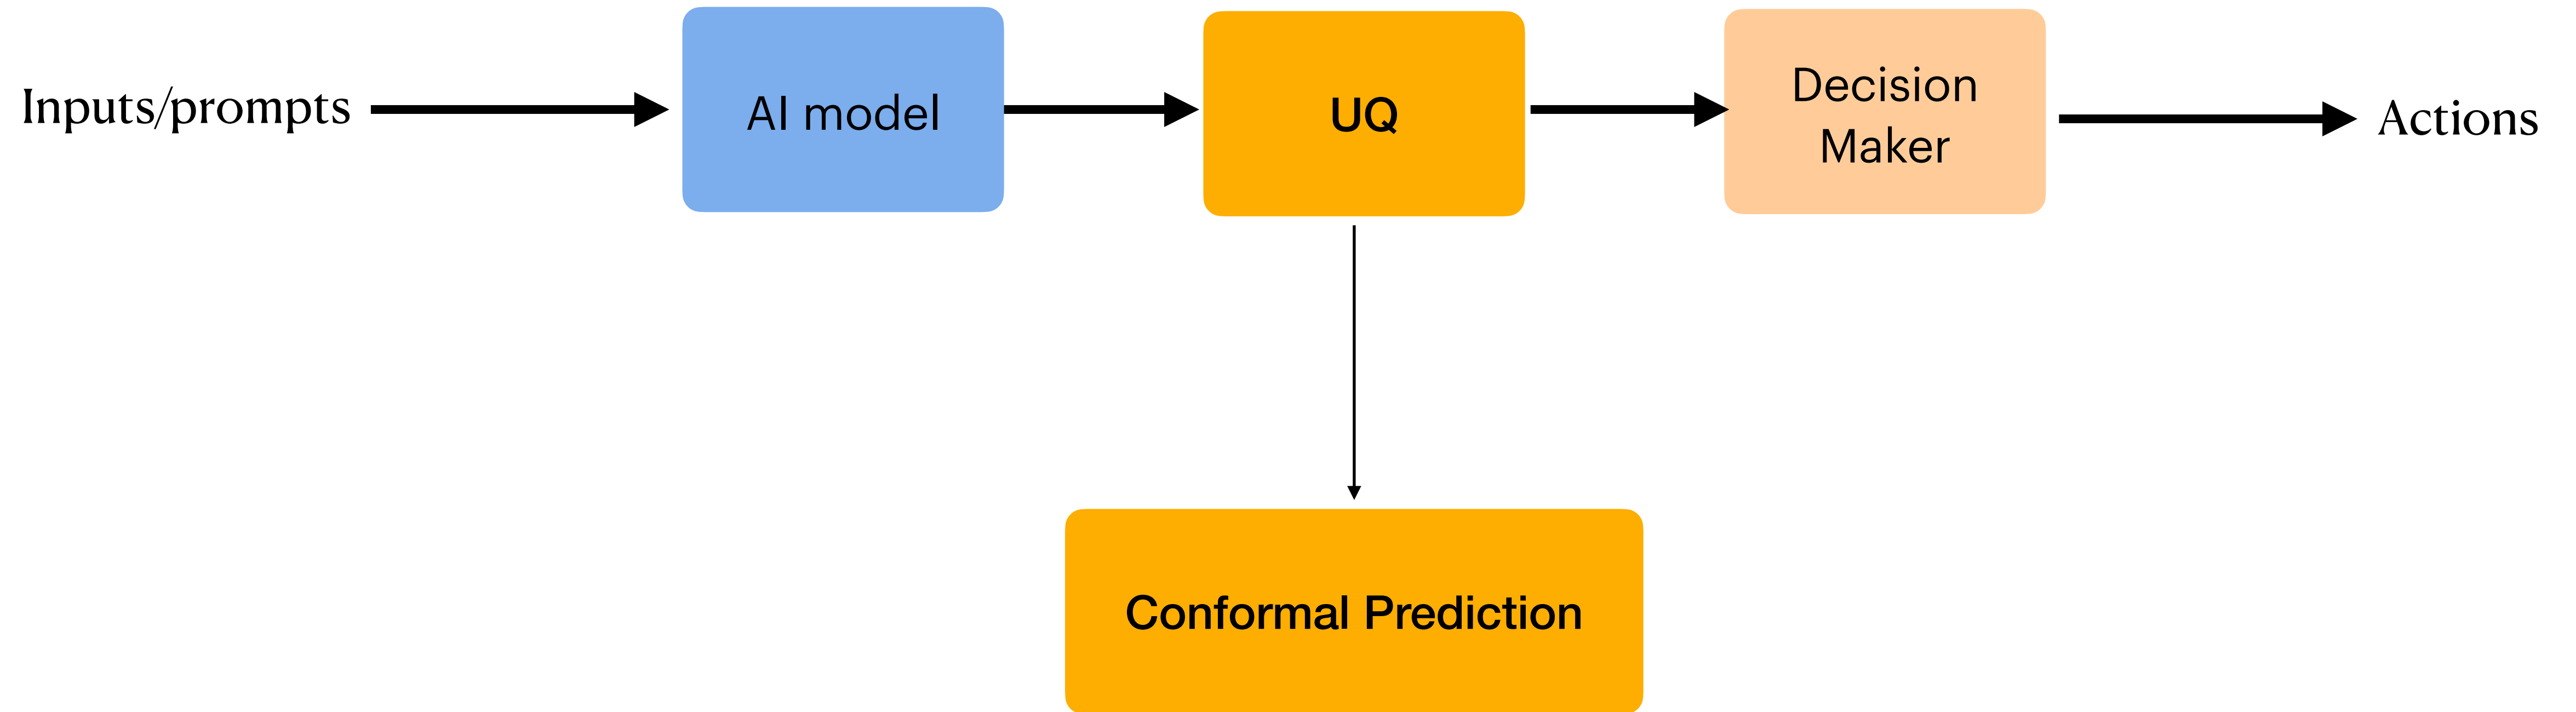 Inputs/prompts
AI model
UQ
Decision
Maker
Actions
Conformal Prediction